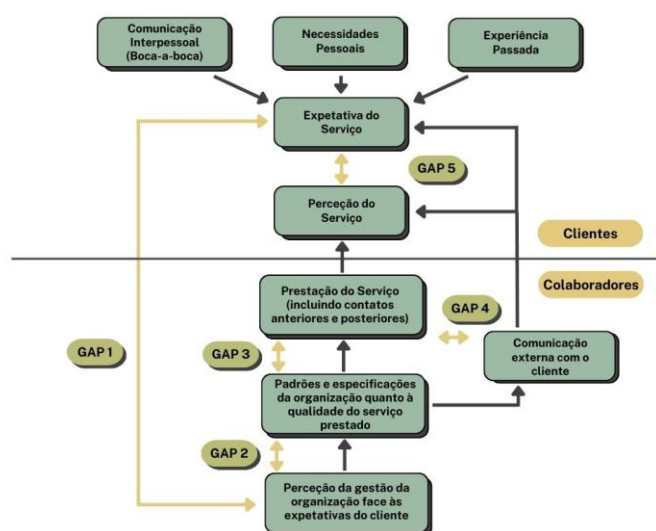 Comunicação
Interpessoal
(Boca-a-boca)
Necessidades
Pessoais
Experiência
Passada
Expetativa do
Serviço
GAP 5
Perceção do
Serviço
Clientes
Colaboradores
Prestação do Serviço
(incluindo contatos
anteriores e posteriores)
GAP 4
GAP 1
GAP 3
Comunicação
externa com o
cliente
Padrões e especificações
da organização quanto à
qualidade do serviço
prestado
GAP 2
Perceção da gestão da
organização face às
expetativas do cliente